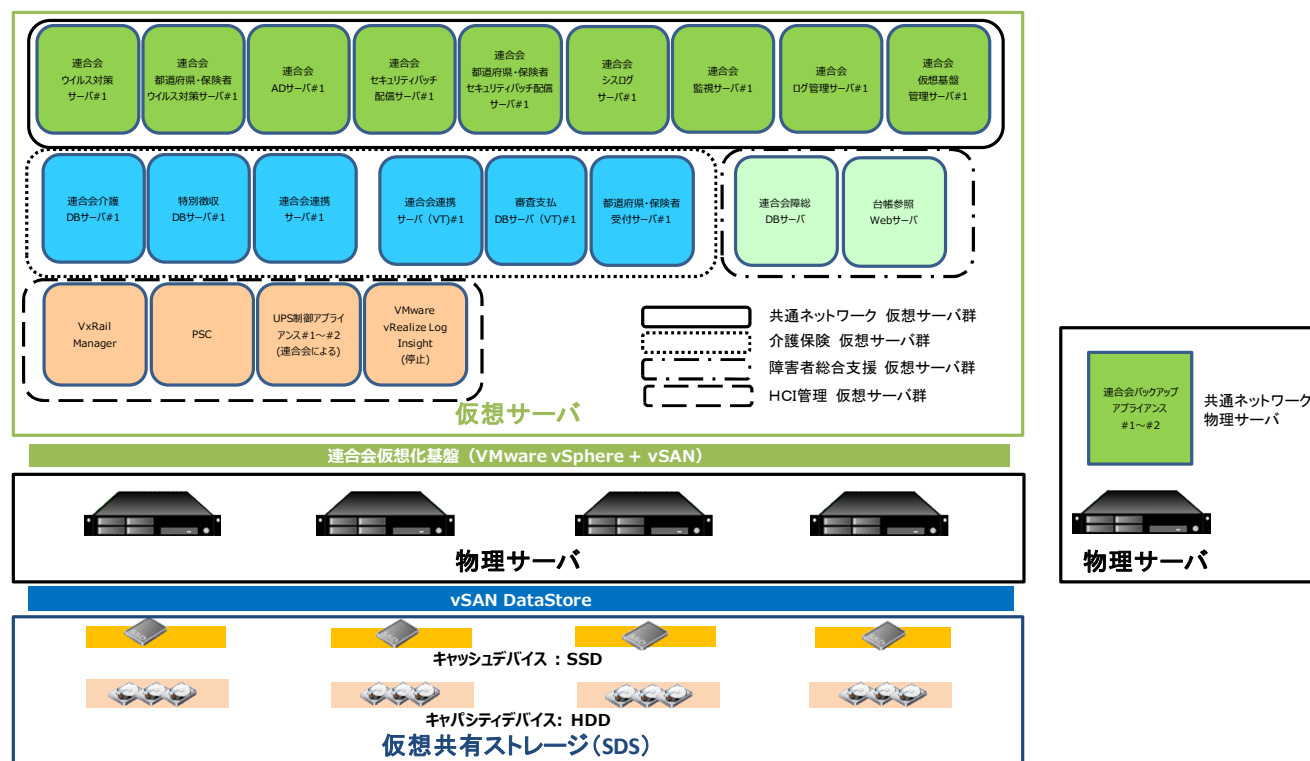 連合会
ウイルス対策
サーバ#1
連合会
都道府県・保険者
ウイルス対策サーバ#1
連合会
ADサーバ#1
連合会
セキュリティパッチ
配信サーバ#1
連合会
都道府県・保険者
セキュリティパッチ配信
サーバ#1
連合会
シスログ
サーバ#1
連合会
監視サーバ#1
連合会
ログ管理サーバ#1
連合会
仮想基盤
管理サーバ#1
連合会介護
DBサーバ#1
特別徴収
DBサーバ#1
連合会連携
サーバ#1
連合会連携
サーバ（VT)#1
審査支払
DBサーバ（VT)#1
都道府県・保険者
受付サーバ#1
連合会障総
DBサーバ
台帳参照
Webサーバ
VxRail
Manager
PSC
UPS制御アプライ
アンス#1～#2
(連合会による)
VMware
vRealize Log
Insight
(停止)
共通ネットワーク 仮想サーバ群
介護保険 仮想サーバ群
障害者総合支援 仮想サーバ群
HCI管理 仮想サーバ群
仮想サーバ
連合会仮想化基盤（VMware vSphere + vSAN）
物理サーバ
vSAN DataStore
SSD
SSD
SSD
SSD
キャッシュデバイス : SSD
キャパシティデバイス: HDD
仮想共有ストレージ（SDS）
連合会バックアップ
アプライアンス
#1～#2
共通ネットワーク
物理サーバ
物理サーバ